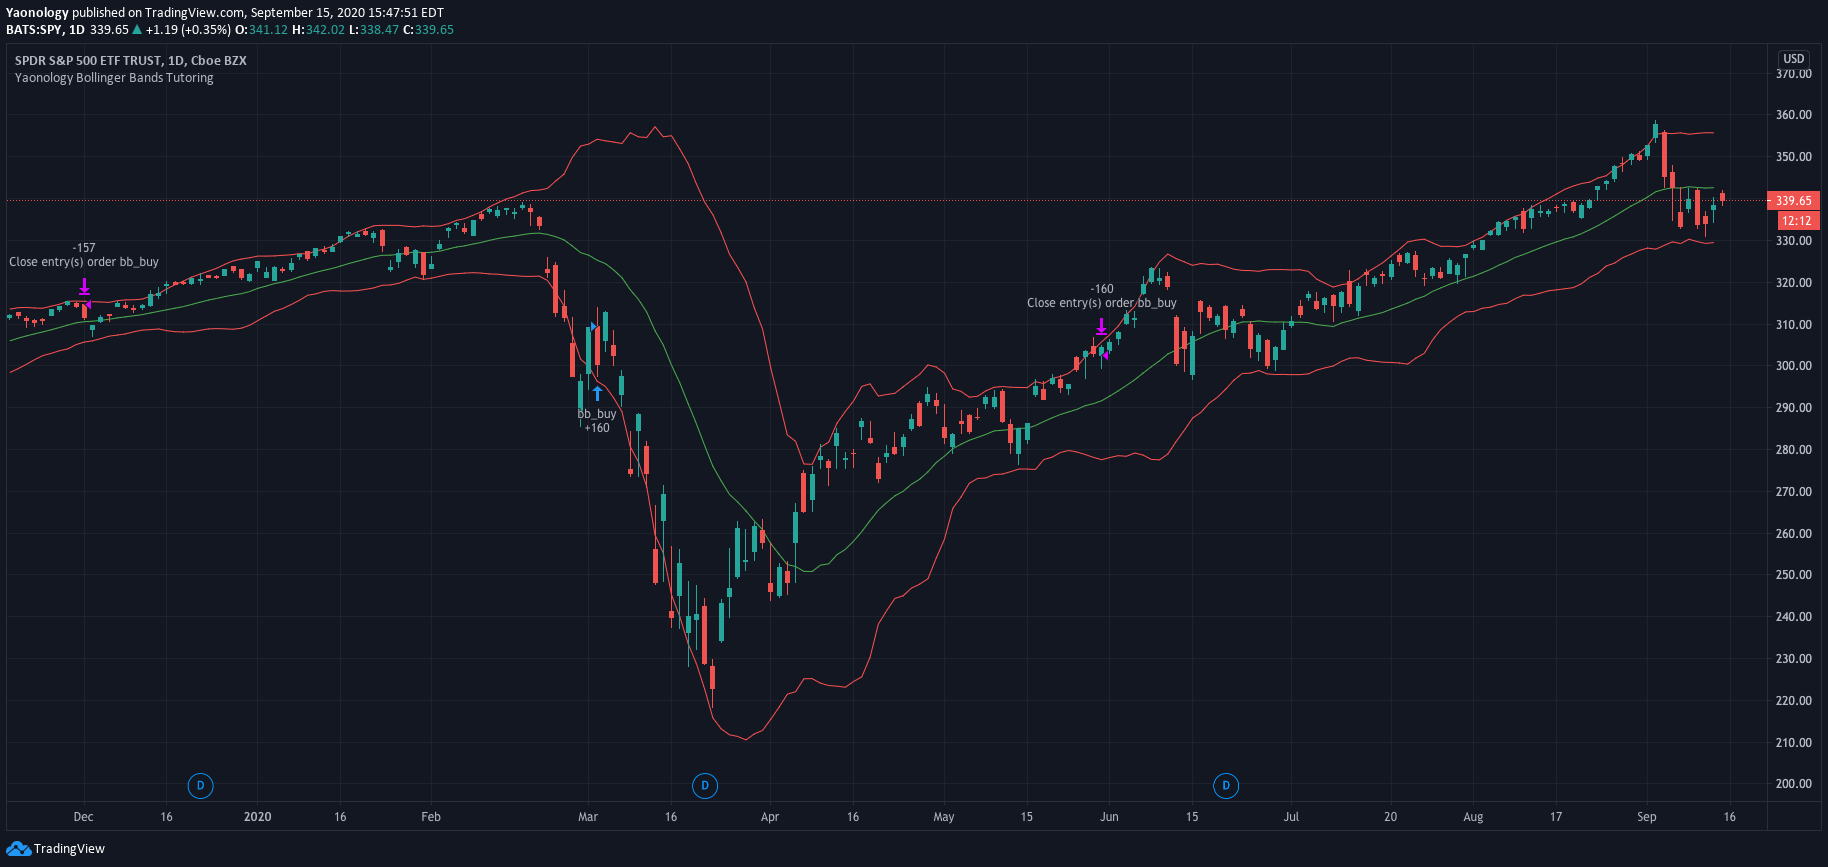 Yaonology published on TradingView.com, September 15, 2020 15:47:51 EDT
BATS:SPY, 1D 339.65 ▲ +1.19 (+0.35%) O:341.12 H:342.02 L:338.47 C:339.65
SPDR S&P 500 ETF TRUST, 1D, Cboe BZX
Yaonology Bollinger Bands Tutoring
USD
370.00
360.00
350.00
339.65
12:12
330.00
320.00
310.00
300.00
290.00
280.00
270.00
260.00
250.00
240.00
230.00
220.00
210.00
200.00
-157
Close entry(s) order bb_buy
bb_buy
+160
-160
Close entry(s) order bb_buy
D D D
Dec 16 2020 16 Feb Mar 16 Apr 16 May 15 Jun 15 Jul 20 Aug 17 Sep 16
TradingView